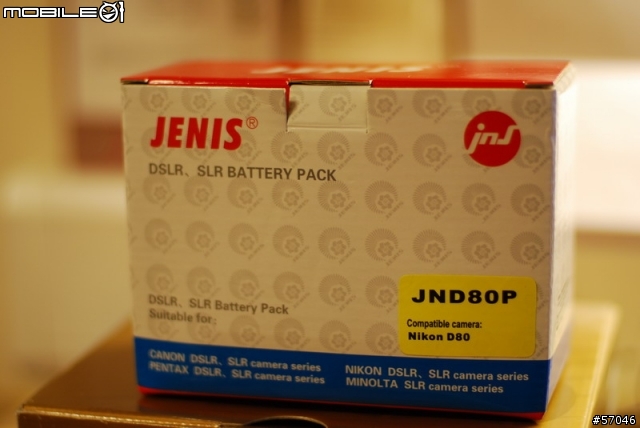 MOBILE01
JENIS®
jns
DSLR、SLR BATTERY PACK
DSLR、SLR Battery Pack
Suitable for:
JND80P
Compatible camera:
Nikon D80
CANON DSLR、SLR camera series
PENTAX DSLR、SLR camera series
NIKON DSLR、SLR camera series
MINOLTA SLR camera series
#57046